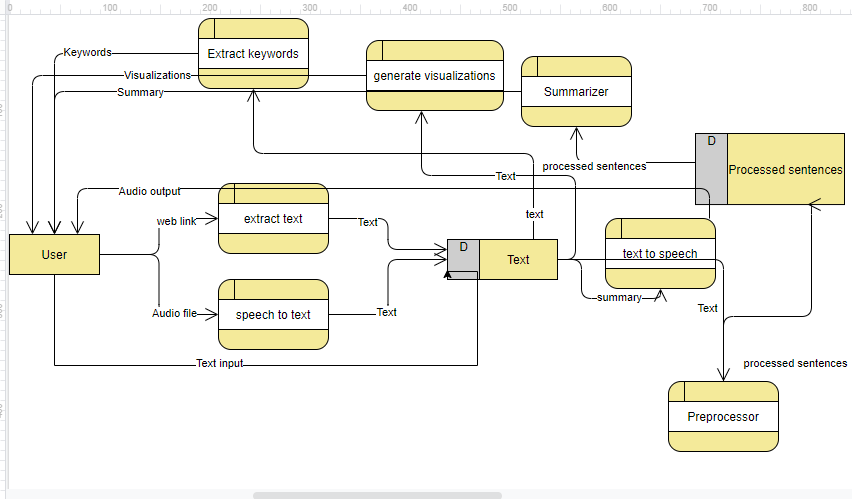 0 100 200 300 400 500 600 700 800
Keywords
Extract keywords
Visualizations
generate visualizations
Summary
Summarizer
D
Processed sentences
processed sentences
Text
Audio output
web link
extract text
Text
text
User
D
Text
text to speech
summary
Audio file
speech to text
Text
Text
Text input
processed sentences
Preprocessor